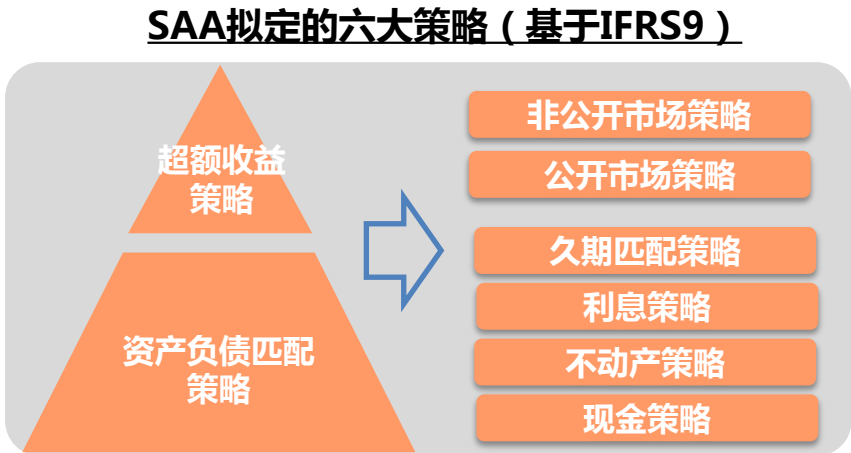 SAA拟定的六大策略（基于IFRS9）
超额收益
策略
资产负债匹配
策略
非公开市场策略
公开市场策略
久期匹配策略
利息策略
不动产策略
现金策略